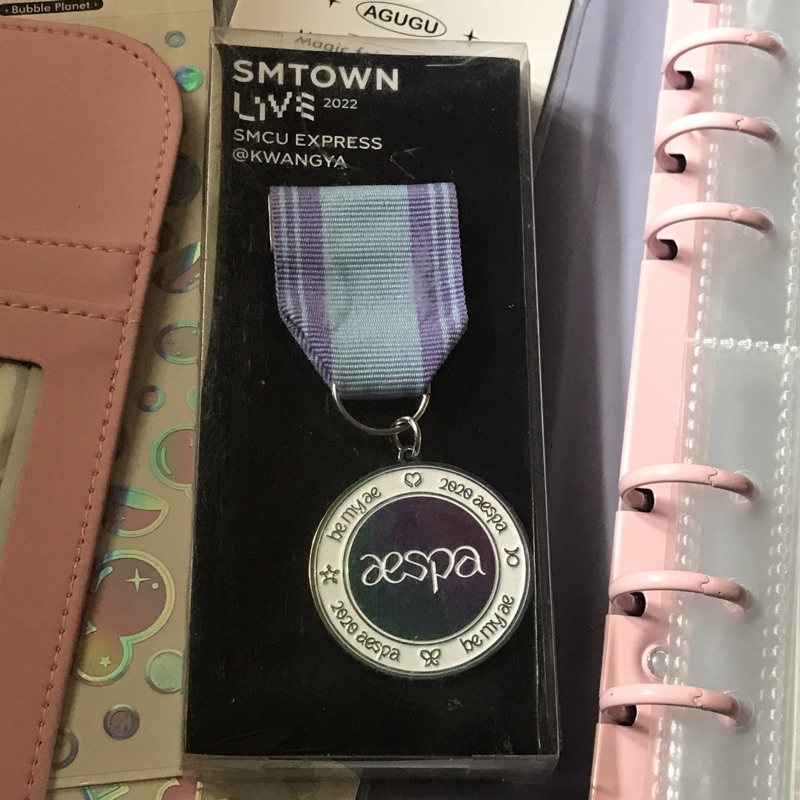 Bubble Planet
AGUGU
SMTOWN
LIVE 2022
SMCU EXPRESS
@KWANGYA
be my ae
2020 aespa
aespa
2020 aespa
be my ae